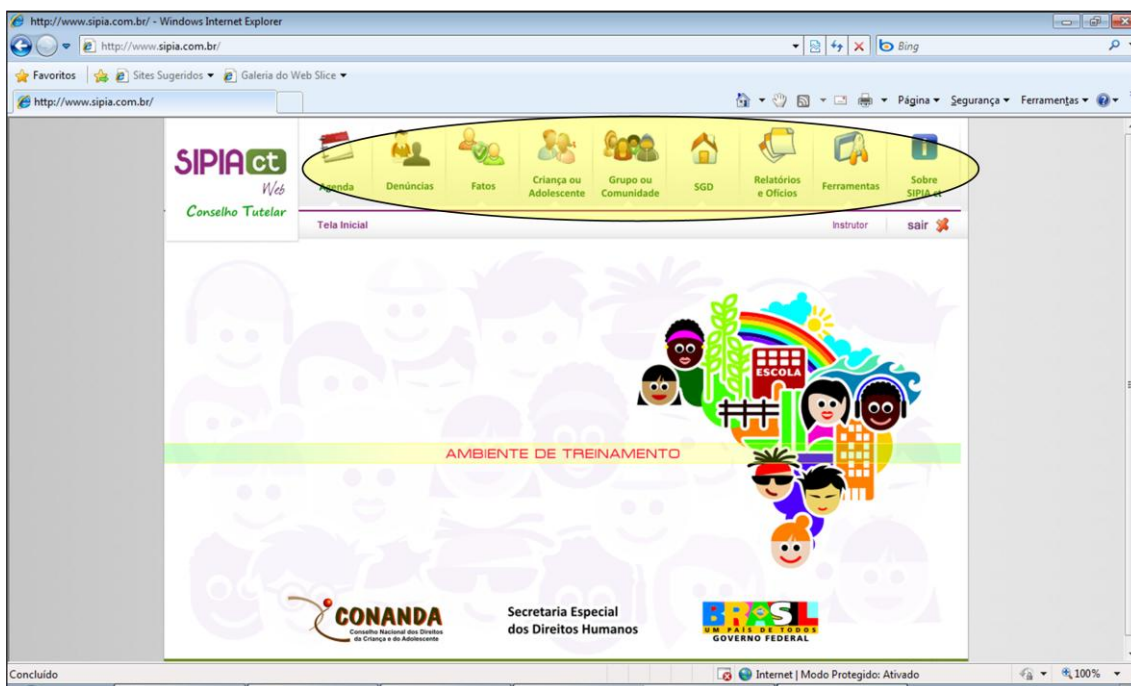 http://www.sipia.com.br/ - Windows Internet Explorer
http://www.sipia.com.br/
Bing
Favoritos
Sites Sugeridos
Galeria do Web Slice
http://www.sipia.com.br/
Página
Segurança
Ferramentas
SIPIA ct
Web
Conselho Tutelar
Agenda
Denúncias
Fatos
Criança ou
Adolescente
Grupo ou
Comunidade
SGD
Relatórios
e Ofícios
Ferramentas
Sobre
SIPIA ct
Tela Inicial
Instrutor
sair
ESCOLA
AMBIENTE DE TREINAMENTO
CONANDA
Conselho Nacional dos Direitos
da Criança e do Adolescente
Secretaria Especial
dos Direitos Humanos
BRASIL
UM PAÍS DE TODOS
GOVERNO FEDERAL
Concluído
Internet | Modo Protegido: Ativado
100%